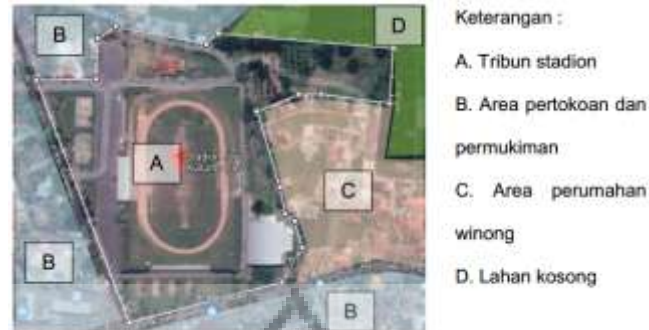 B
D
A
C
B
B
Keterangan :
A. Tribun stadion
B. Area pertokoan dan
permukiman
C. Area perumahan
winong
D. Lahan kosong